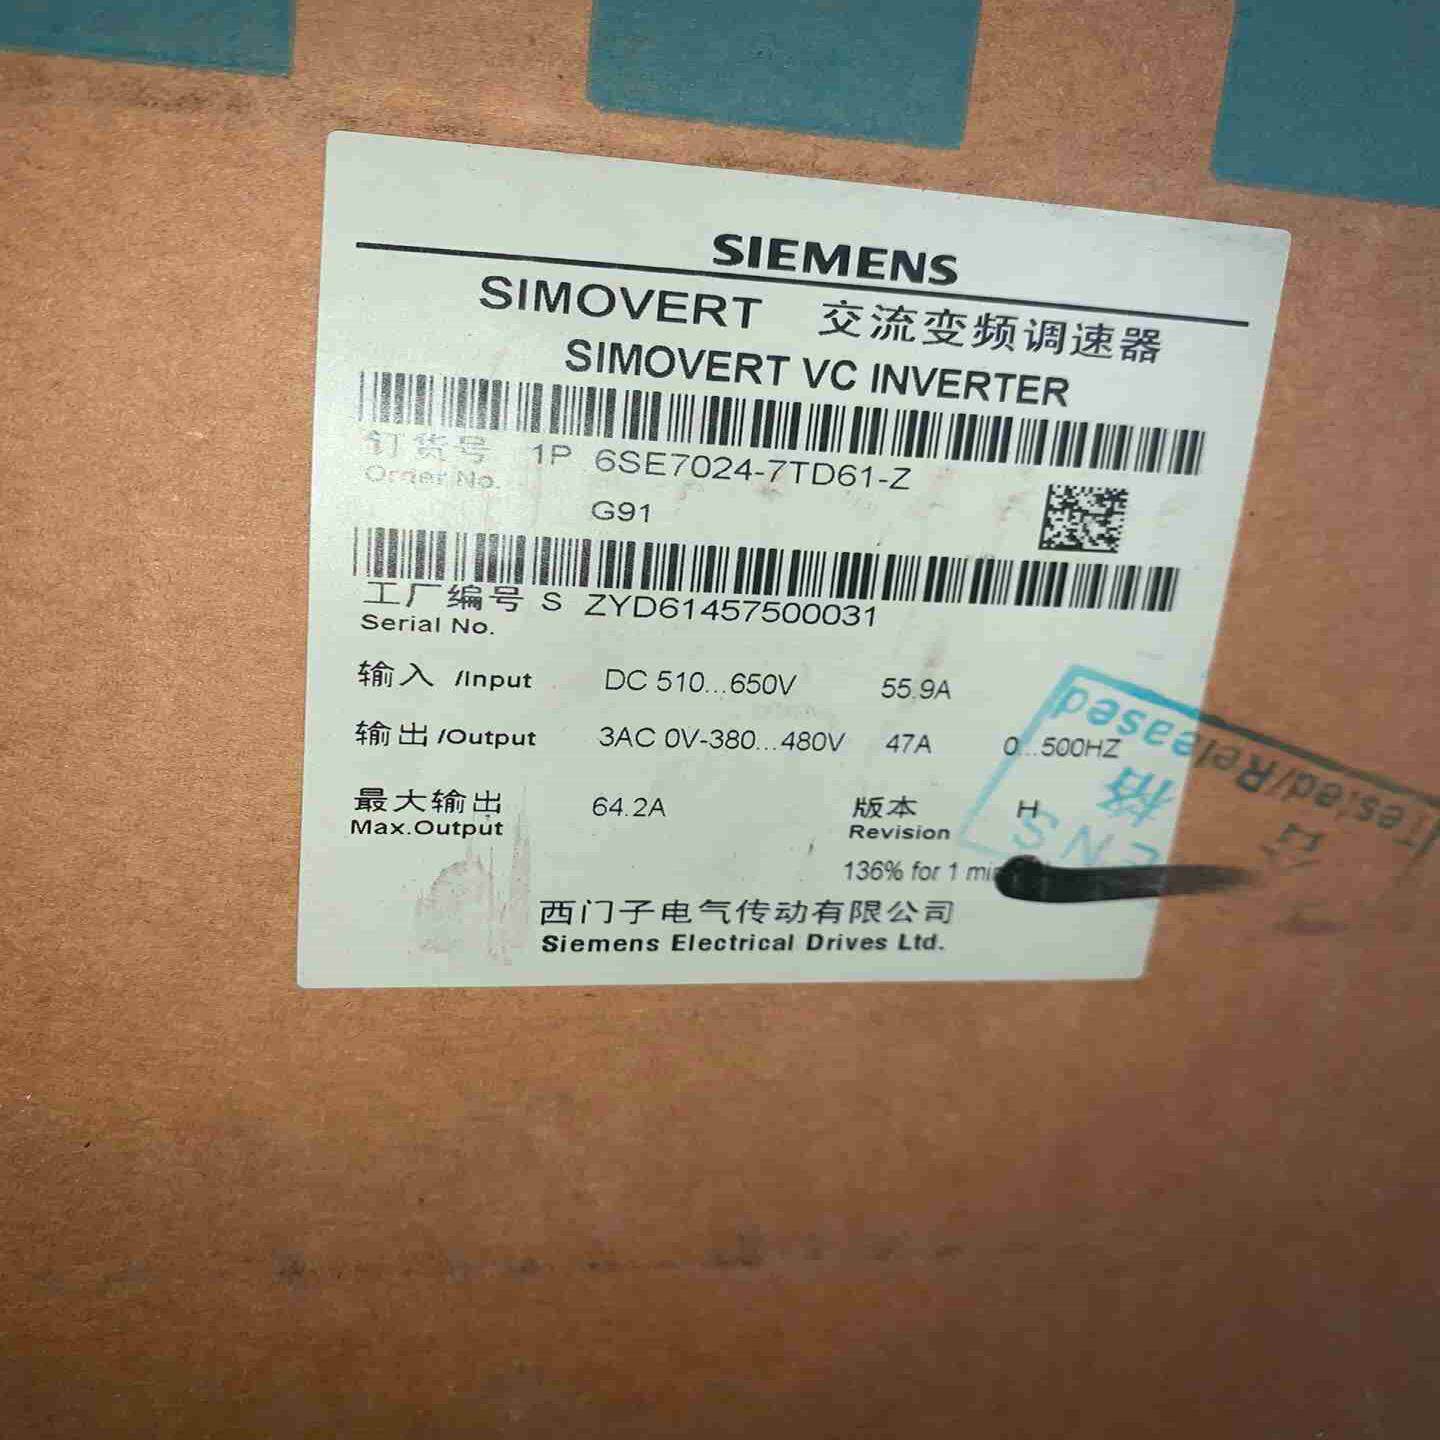 SIEMENS
SIMOVERT 交流变频调速器
SIMOVERT VC INVERTER
订货号 1P 6SE7024-7TD61-Z
Order No.
G91
工厂编号 S ZYD61457500031
Serial No.
输入 /Input DC 510...650V 55.9A
输出 /Output 3AC 0V-380...480V 47A 0...500HZ
最大输出 64.2A 版本 H
Max.Output Revision
136% for 1 min
西门子电气传动有限公司
Siemens Electrical Drives Ltd.
Tested/Released
合格